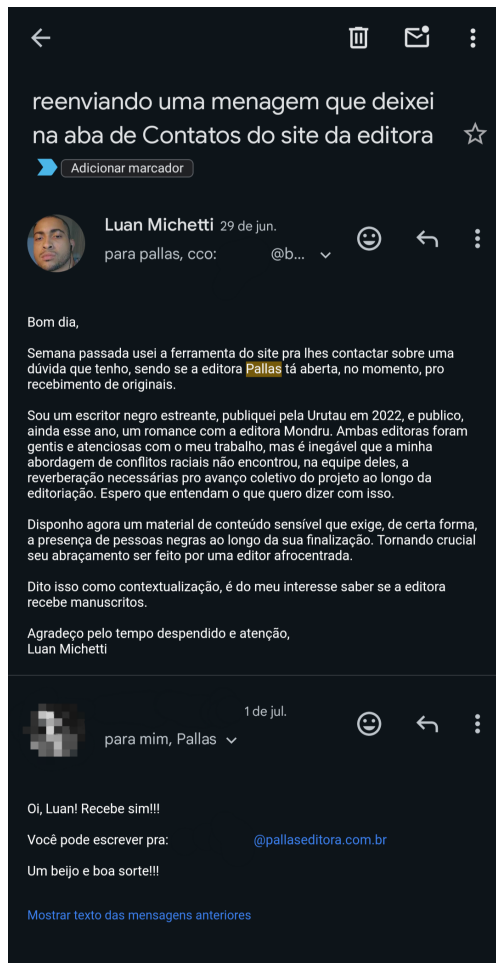 reenviando uma menagem que deixei
na aba de Contatos do site da editora
Adicionar marcador
Luan Michetti 29 de jun.
para pallas, cco: @b...
Bom dia,
Semana passada usei a ferramenta do site pra lhes contactar sobre uma
dúvida que tenho, sendo se a editora Pallas tá aberta, no momento, pro
recebimento de originais.
Sou um escritor negro estreante, publiquei pela Urutau em 2022, e publico,
ainda esse ano, um romance com a editora Mondru. Ambas editoras foram
gentis e atenciosas com o meu trabalho, mas é inegável que a minha
abordagem de conflitos raciais não encontrou, na equipe deles, a
reverberação necessárias pro avanço coletivo do projeto ao longo da
editoriação. Espero que entendam o que quero dizer com isso.
Disponho agora um material de conteúdo sensível que exige, de certa forma,
a presença de pessoas negras ao longo da sua finalização. Tornando crucial
seu abraçamento ser feito por uma editor afrocentrada.
Dito isso como contextualização, é do meu interesse saber se a editora
recebe manuscritos.
Agradeço pelo tempo despendido e atenção,
Luan Michetti
1 de jul.
para mim, Pallas
Oi, Luan! Recebe sim!!!
Você pode escrever pra: @pallaseditora.com.br
Um beijo e boa sorte!!!
Mostrar texto das mensagens anteriores